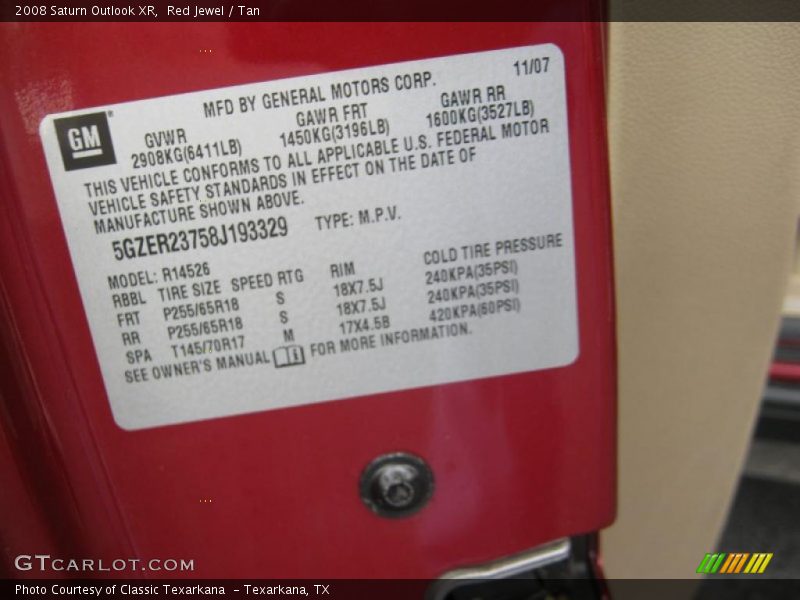 2008 Saturn Outlook XR,  Red Jewel / Tan
11/07
MFD BY GENERAL MOTORS CORP.
GM
GVWR GAWR FRT GAWR RR
2908KG(6411LB) 1450KG(3196LB) 1600KG(3527LB)
THIS VEHICLE CONFORMS TO ALL APPLICABLE U.S. FEDERAL MOTOR
VEHICLE SAFETY STANDARDS IN EFFECT ON THE DATE OF
MANUFACTURE SHOWN ABOVE.
5GZER23758J193329 TYPE: M.P.V.
MODEL: R14526
RBBL TIRE SIZE SPEED RTG RIM COLD TIRE PRESSURE
FRT P255/65R18 S 18X7.5J 240KPA(35PSI)
RR P255/65R18 S 18X7.5J 240KPA(35PSI)
SPA T145/70R17 M 17X4.5B 420KPA(60PSI)
SEE OWNER'S MANUAL FOR MORE INFORMATION.
GTCARLOT.COM
Photo Courtesy of Classic Texarkana  - Texarkana, TX